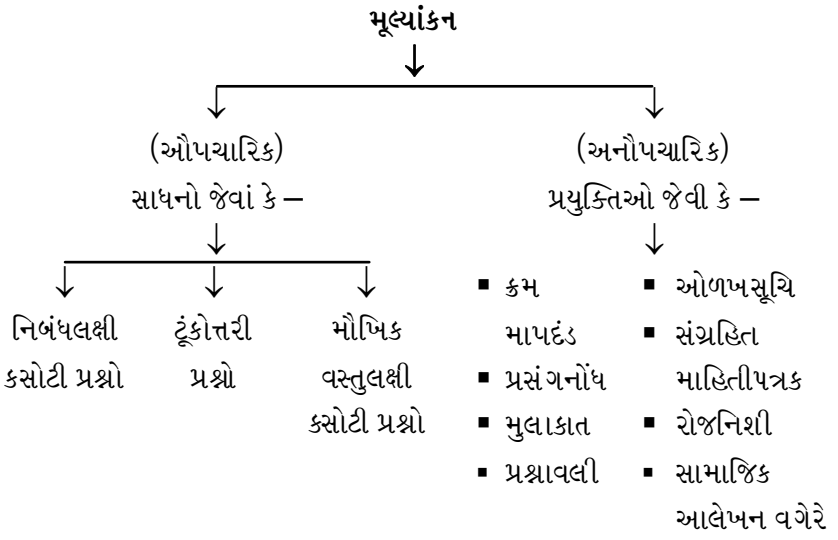 મૂલ્યાંકન
(ઔપચારિક)
સાધનો જેવાં કે –
નિબંધલક્ષી
કસોટી પ્રશ્નો
ટૂંકોત્તરી
પ્રશ્નો
મૌખિક
વસ્તુલક્ષી
કસોટી પ્રશ્નો
(અનૌપચારિક)
પ્રયુક્તિઓ જેવી કે –
▪ ક્રમ
માપદંડ
▪ પ્રસંગનોંધ
▪ મુલાકાત
▪ પ્રશ્નાવલી
▪ ઓળખસૂચિ
▪ સંગ્રહિત
માહિતીપત્રક
▪ રોજનિશી
▪ સામાજિક
આલેખન વગેરે